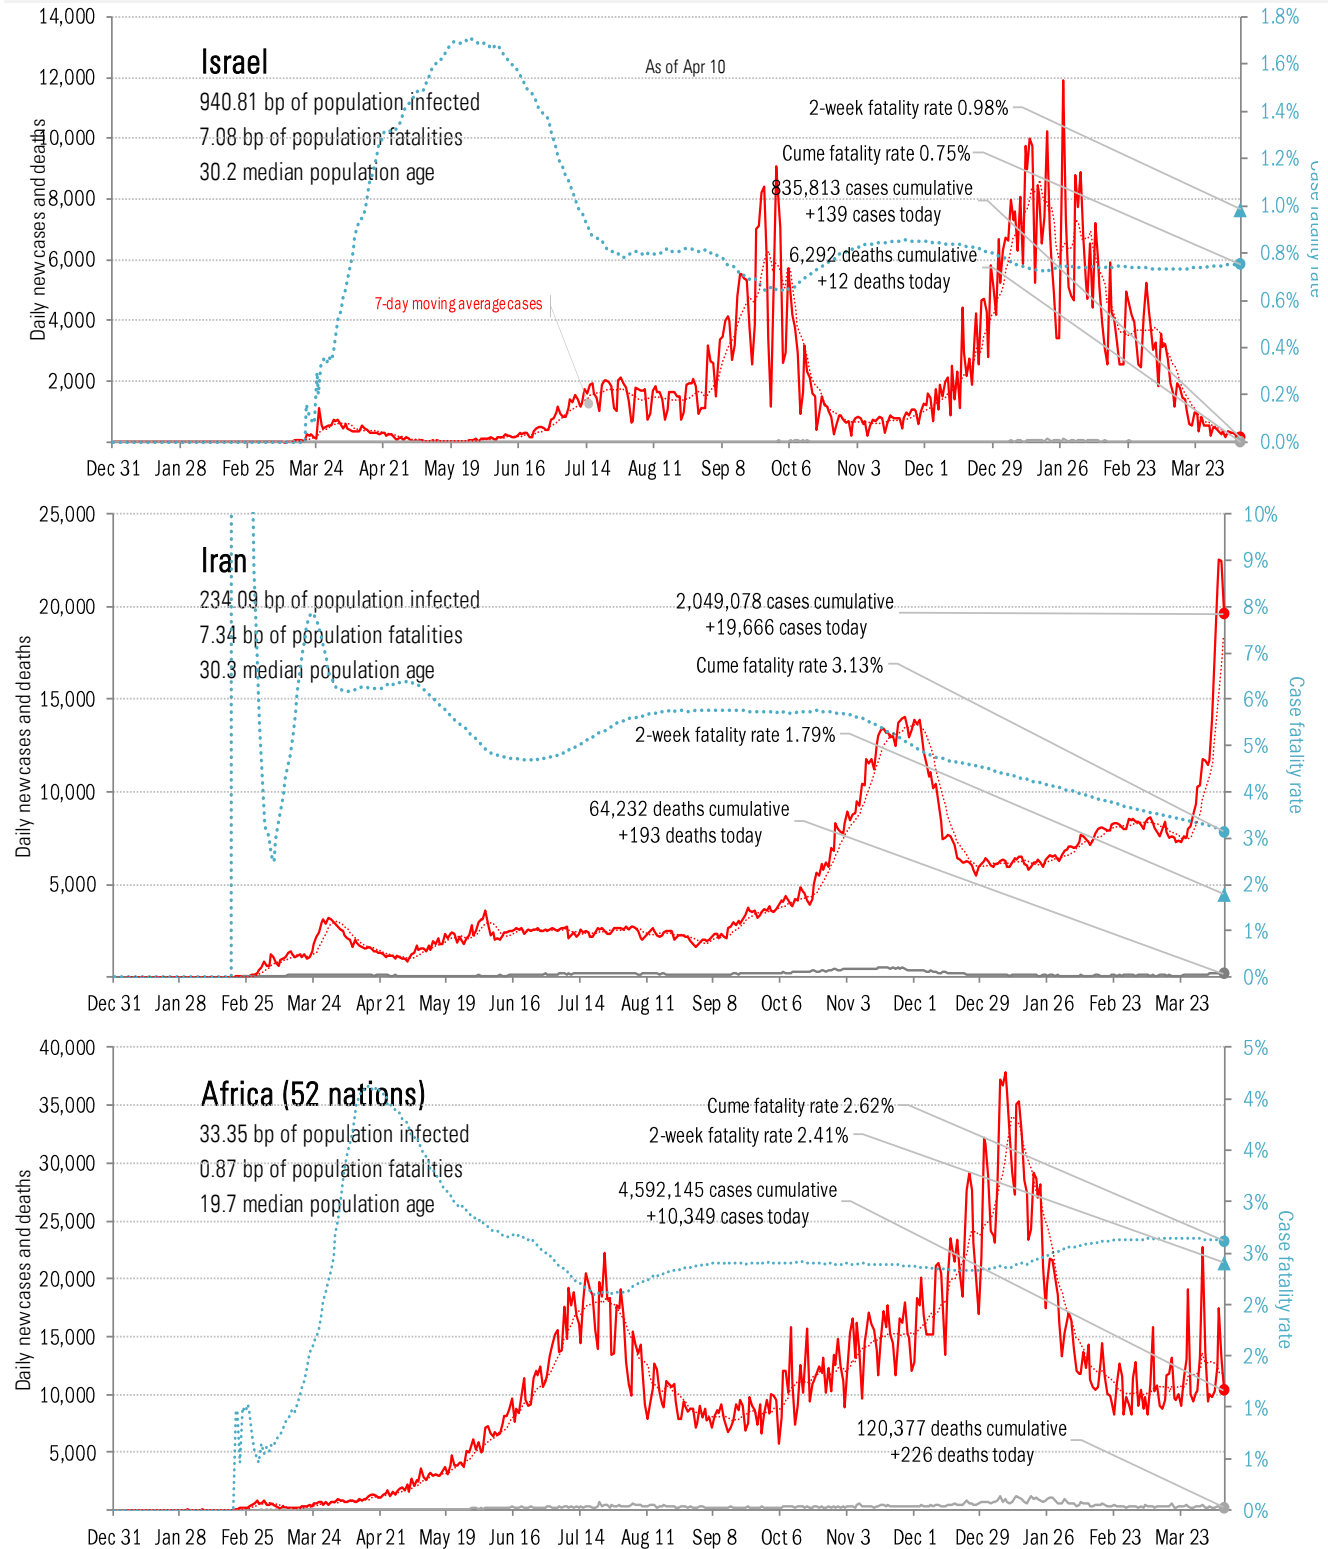 14,000
12,000
10,000
8,000
6,000
4,000
2,000
1.8%
1.6%
1.4%
1.2%
1.0%
0.8%
0.6%
0.4%
0.2%
0.0%
Daily new cases and deaths
Case fatality rate
Israel
940.81 bp of population infected
7.08 bp of population fatalities
30.2 median population age
As of Apr 10
2-week fatality rate 0.98%
Cume fatality rate 0.75%
835,813 cases cumulative
+139 cases today
6,292 deaths cumulative
+12 deaths today
7-day moving average cases
Dec 31 Jan 28 Feb 25 Mar 24 Apr 21 May 19 Jun 16 Jul 14 Aug 11 Sep 8 Oct 6 Nov 3 Dec 1 Dec 29 Jan 26 Feb 23 Mar 23
25,000
20,000
15,000
10,000
5,000
10%
9%
8%
7%
6%
5%
4%
3%
2%
1%
0%
Daily new cases and deaths
Case fatality rate
Iran
234.09 bp of population infected
7.34 bp of population fatalities
30.3 median population age
2,049,078 cases cumulative
+19,666 cases today
Cume fatality rate 3.13%
2-week fatality rate 1.79%
64,232 deaths cumulative
+193 deaths today
Dec 31 Jan 28 Feb 25 Mar 24 Apr 21 May 19 Jun 16 Jul 14 Aug 11 Sep 8 Oct 6 Nov 3 Dec 1 Dec 29 Jan 26 Feb 23 Mar 23
40,000
35,000
30,000
25,000
20,000
15,000
10,000
5,000
5%
4%
4%
3%
3%
2%
2%
1%
1%
0%
Daily new cases and deaths
Case fatality rate
Africa (52 nations)
33.35 bp of population infected
0.87 bp of population fatalities
19.7 median population age
Cume fatality rate 2.62%
2-week fatality rate 2.41%
4,592,145 cases cumulative
+10,349 cases today
120,377 deaths cumulative
+226 deaths today
Dec 31 Jan 28 Feb 25 Mar 24 Apr 21 May 19 Jun 16 Jul 14 Aug 11 Sep 8 Oct 6 Nov 3 Dec 1 Dec 29 Jan 26 Feb 23 Mar 23